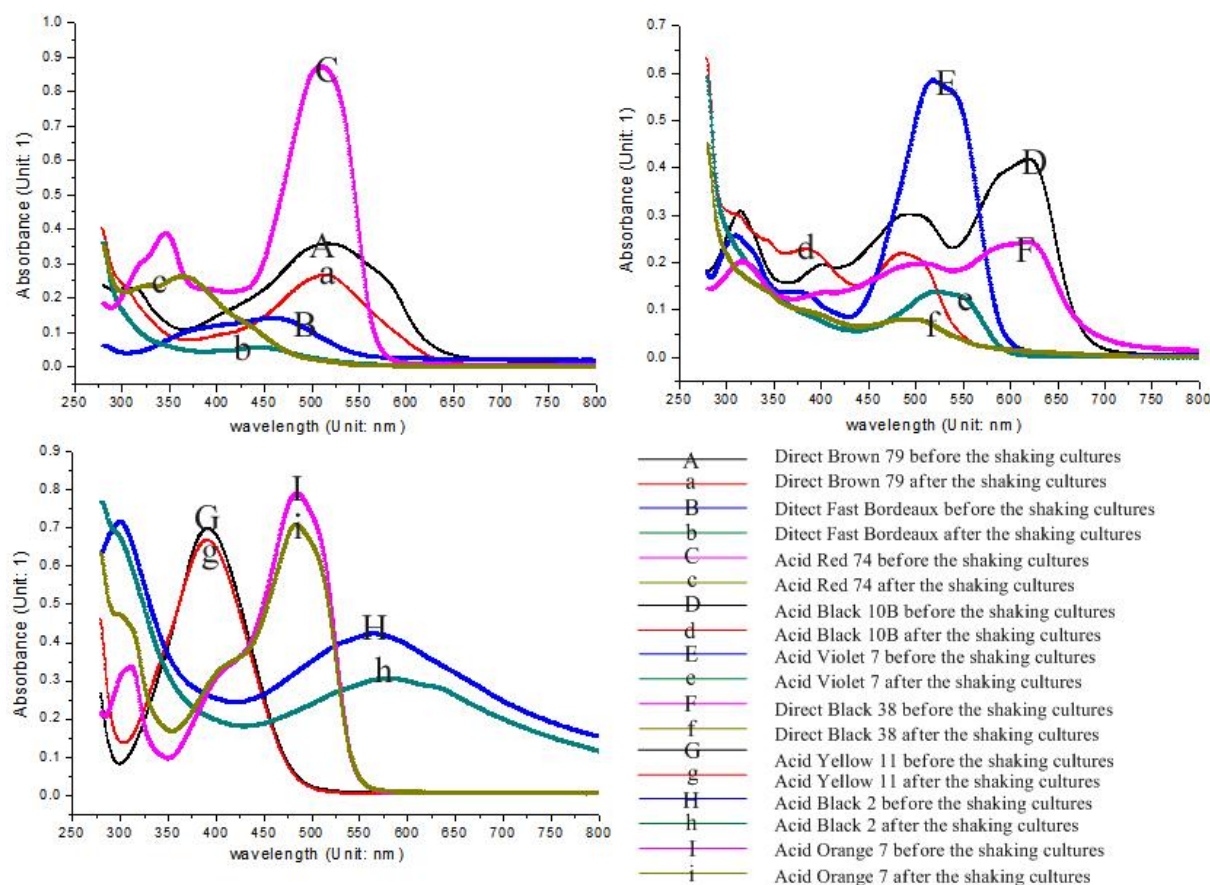 1.0
0.9
0.8
0.7
0.6
0.5
0.4
0.3
0.2
0.1
0.0
Absorbance (Unit: 1)
C
A
a
c
B
b
250 300 350 400 450 500 550 600 650 700 750 800
wavelength (Unit: nm)
0.7
0.6
0.5
0.4
0.3
0.2
0.1
0.0
Absorbance (Unit: 1)
E
D
d
F
e
f
250 300 350 400 450 500 550 600 650 700 750 800
wavelength (Unit: nm)
0.9
0.8
0.7
0.6
0.5
0.4
0.3
0.2
0.1
0.0
Absorbance (Unit: 1)
I
G
i
g
H
h
250 300 350 400 450 500 550 600 650 700 750 800
wavelength (Unit: nm)
A Direct Brown 79 before the shaking cultures
a Direct Brown 79 after the shaking cultures
B Ditect Fast Bordeaux before the shaking cultures
b Ditect Fast Bordeaux after the shaking cultures
C Acid Red 74 before the shaking cultures
c Acid Red 74 after the shaking cultures
D Acid Black 10B before the shaking cultures
d Acid Black 10B after the shaking cultures
E Acid Violet 7 before the shaking cultures
e Acid Violet 7 after the shaking cultures
F Direct Black 38 before the shaking cultures
f Direct Black 38 after the shaking cultures
G Acid Yellow 11 before the shaking cultures
g Acid Yellow 11 after the shaking cultures
H Acid Black 2 before the shaking cultures
h Acid Black 2 after the shaking cultures
I Acid Orange 7 before the shaking cultures
i Acid Orange 7 after the shaking cultures